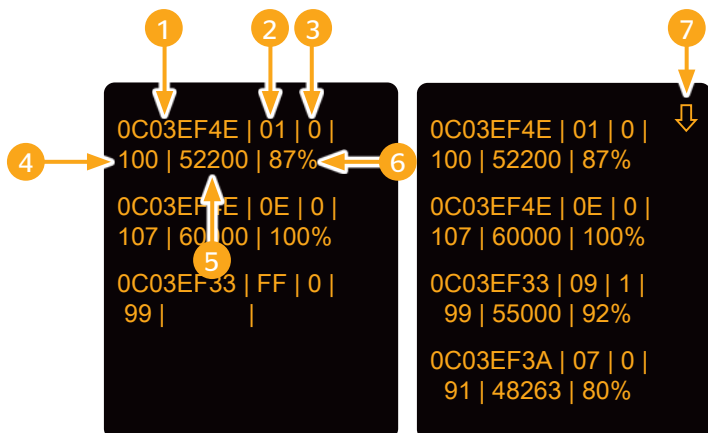 1 2 3 7
0C03EF4E | 01 | 0 |
4 100 | 52200 | 87% 6
0C03EF4E | 0E | 0 |
107 | 60000 | 100%
5
0C03EF33 | FF | 0 |
99 | |
0C03EF4E | 01 | 0 |
100 | 52200 | 87%
0C03EF4E | 0E | 0 |
107 | 60000 | 100%
0C03EF33 | 09 | 1 |
99 | 55000 | 92%
0C03EF3A | 07 | 0 |
91 | 48263 | 80%